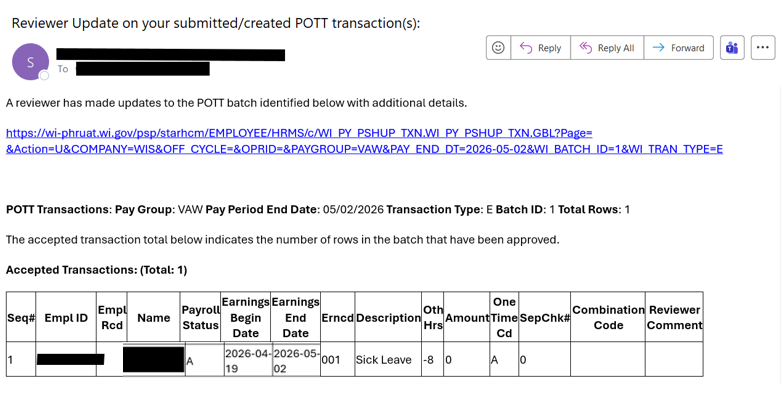 Reviewer Update on your submitted/created POTT transaction(s):
S
To
Reply
Reply All
Forward
A reviewer has made updates to the POTT batch identified below with additional details.
https://wi-phruat.wi.gov/psp/starhcm/EMPLOYEE/HRMS/c/WI_PY_PSHUP_TXN.WI_PY_PSHUP_TXN.GBL?Page=
&Action=U&COMPANY=WIS&OFF_CYCLE=&OPRID=&PAYGROUP=VAW&PAY_END_DT=2026-05-02&WI_BATCH_ID=1&WI_TRAN_TYPE=E
POTT Transactions: Pay Group: VAW Pay Period End Date: 05/02/2026 Transaction Type: E Batch ID: 1 Total Rows: 1
The accepted transaction total below indicates the number of rows in the batch that have been approved.
Accepted Transactions: (Total: 1)
Seq# Empl ID Empl Rcd Name Payroll Status Earnings Begin Date Earnings End Date Erncd Description Oth Hrs Amount One Time Cd SepChk# Combination Code Reviewer Comment
1 A 2026-04-19 2026-05-02 001 Sick Leave -8 0 A 0